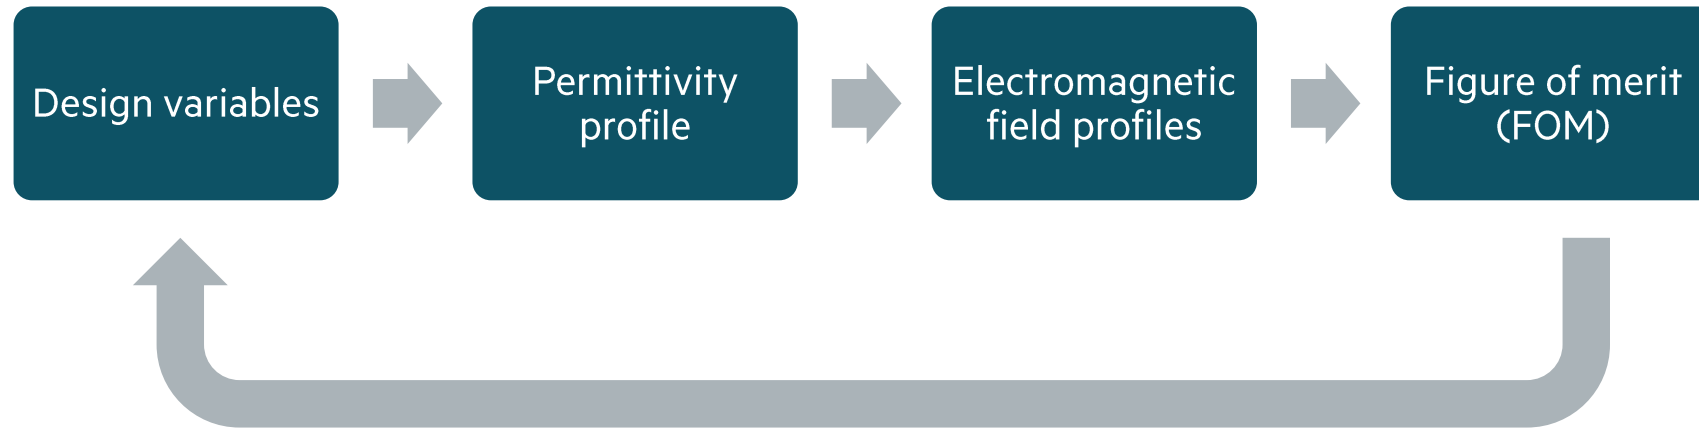 Design variables
Permittivity
profile
Electromagnetic
field profiles
Figure of merit
(FOM)